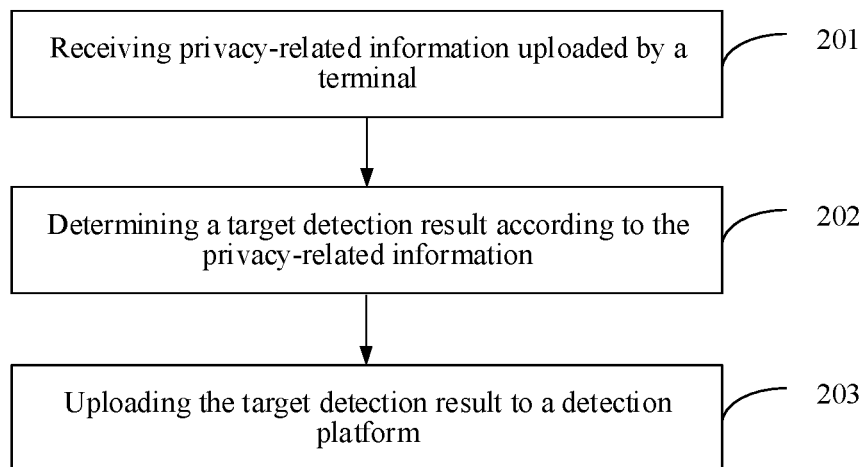 Receiving privacy-related information uploaded by a
terminal
201
Determining a target detection result according to the
privacy-related information
202
Uploading the target detection result to a detection
platform
203